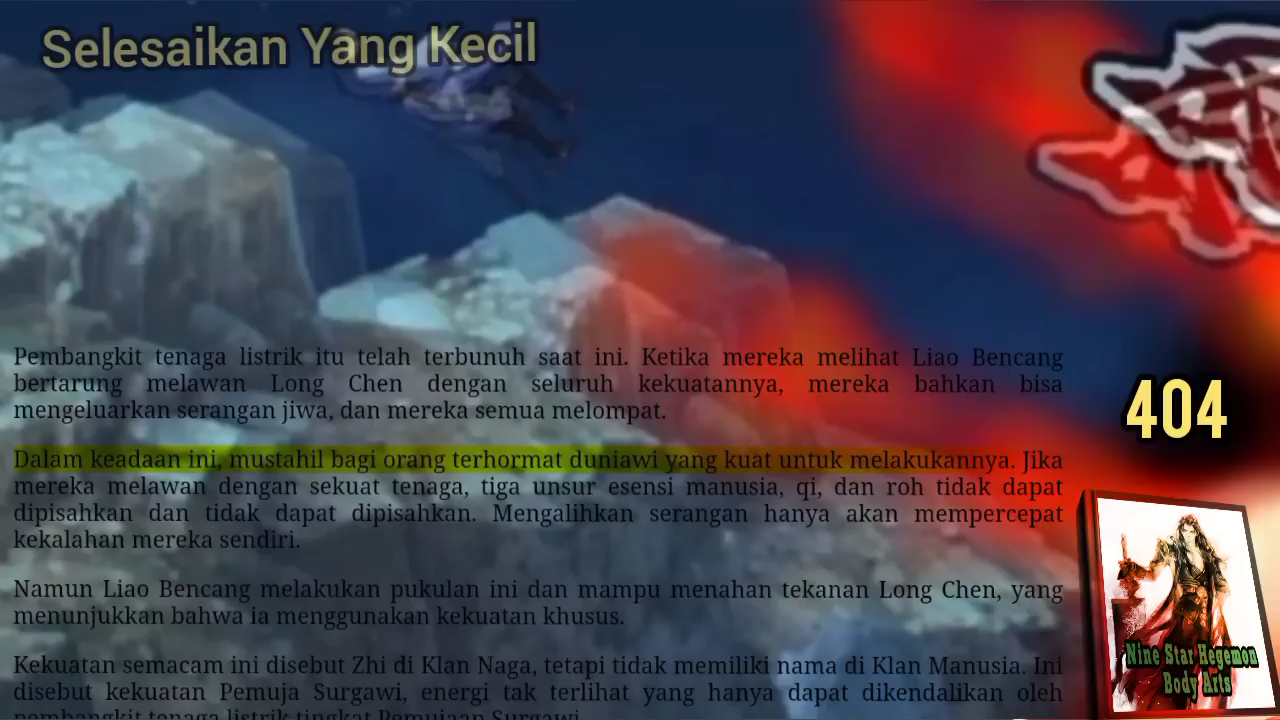 Selesaikan Yang Kecil
Pembangkit tenaga listrik itu telah terbunuh saat ini. Ketika mereka melihat Liao Bencang
bertarung melawan Long Chen dengan seluruh kekuatannya, mereka bahkan bisa
mengeluarkan serangan jiwa, dan mereka semua melompat.
Dalam keadaan ini, mustahil bagi orang terhormat duniawi yang kuat untuk melakukannya. Jika
mereka melawan dengan sekuat tenaga, tiga unsur esensi manusia, qi, dan roh tidak dapat
dipisahkan dan tidak dapat dipisahkan. Mengalihkan serangan hanya akan mempercepat
kekalahan mereka sendiri.
Namun Liao Bencang melakukan pukulan ini dan mampu menahan tekanan Long Chen, yang
menunjukkan bahwa ia menggunakan kekuatan khusus.
Kekuatan semacam ini disebut Zhi di Klan Naga, tetapi tidak memiliki nama di Klan Manusia. Ini
disebut kekuatan Pemuja Surgawi, energi tak terlihat yang hanya dapat dikendalikan oleh
pembangkit tenaga listrik tingkat Pemujaan Surgawi.
404
Nine Star Hegemon
Body Arts